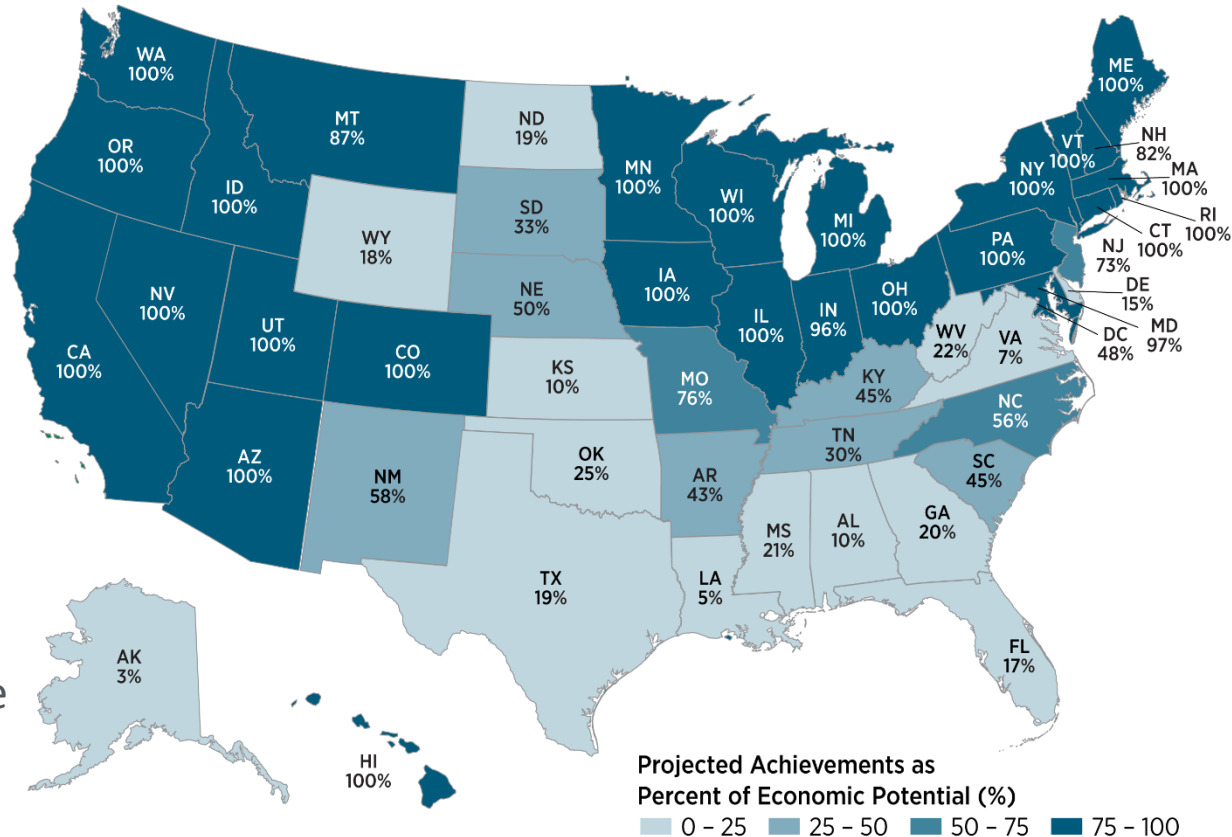 WA
100%
OR
100%
CA
100%
NV
100%
ID
100%
MT
87%
WY
18%
UT
100%
CO
100%
AZ
100%
NM
58%
ND
19%
SD
33%
NE
50%
KS
10%
OK
25%
TX
19%
MN
100%
IA
100%
MO
76%
AR
43%
LA
5%
WI
100%
IL
100%
MI
100%
IN
96%
OH
100%
KY
45%
TN
30%
MS
21%
AL
10%
GA
20%
FL
17%
SC
45%
NC
56%
VA
7%
WV
22%
PA
100%
NY
100%
VT
100%
ME
100%
NH
82%
MA
100%
RI
100%
CT
100%
NJ
73%
DE
15%
MD
97%
DC
48%
AK
3%
HI
100%
e
Projected Achievements as
Percent of Economic Potential (%)
0 – 25 25 – 50 50 – 75 75 – 100